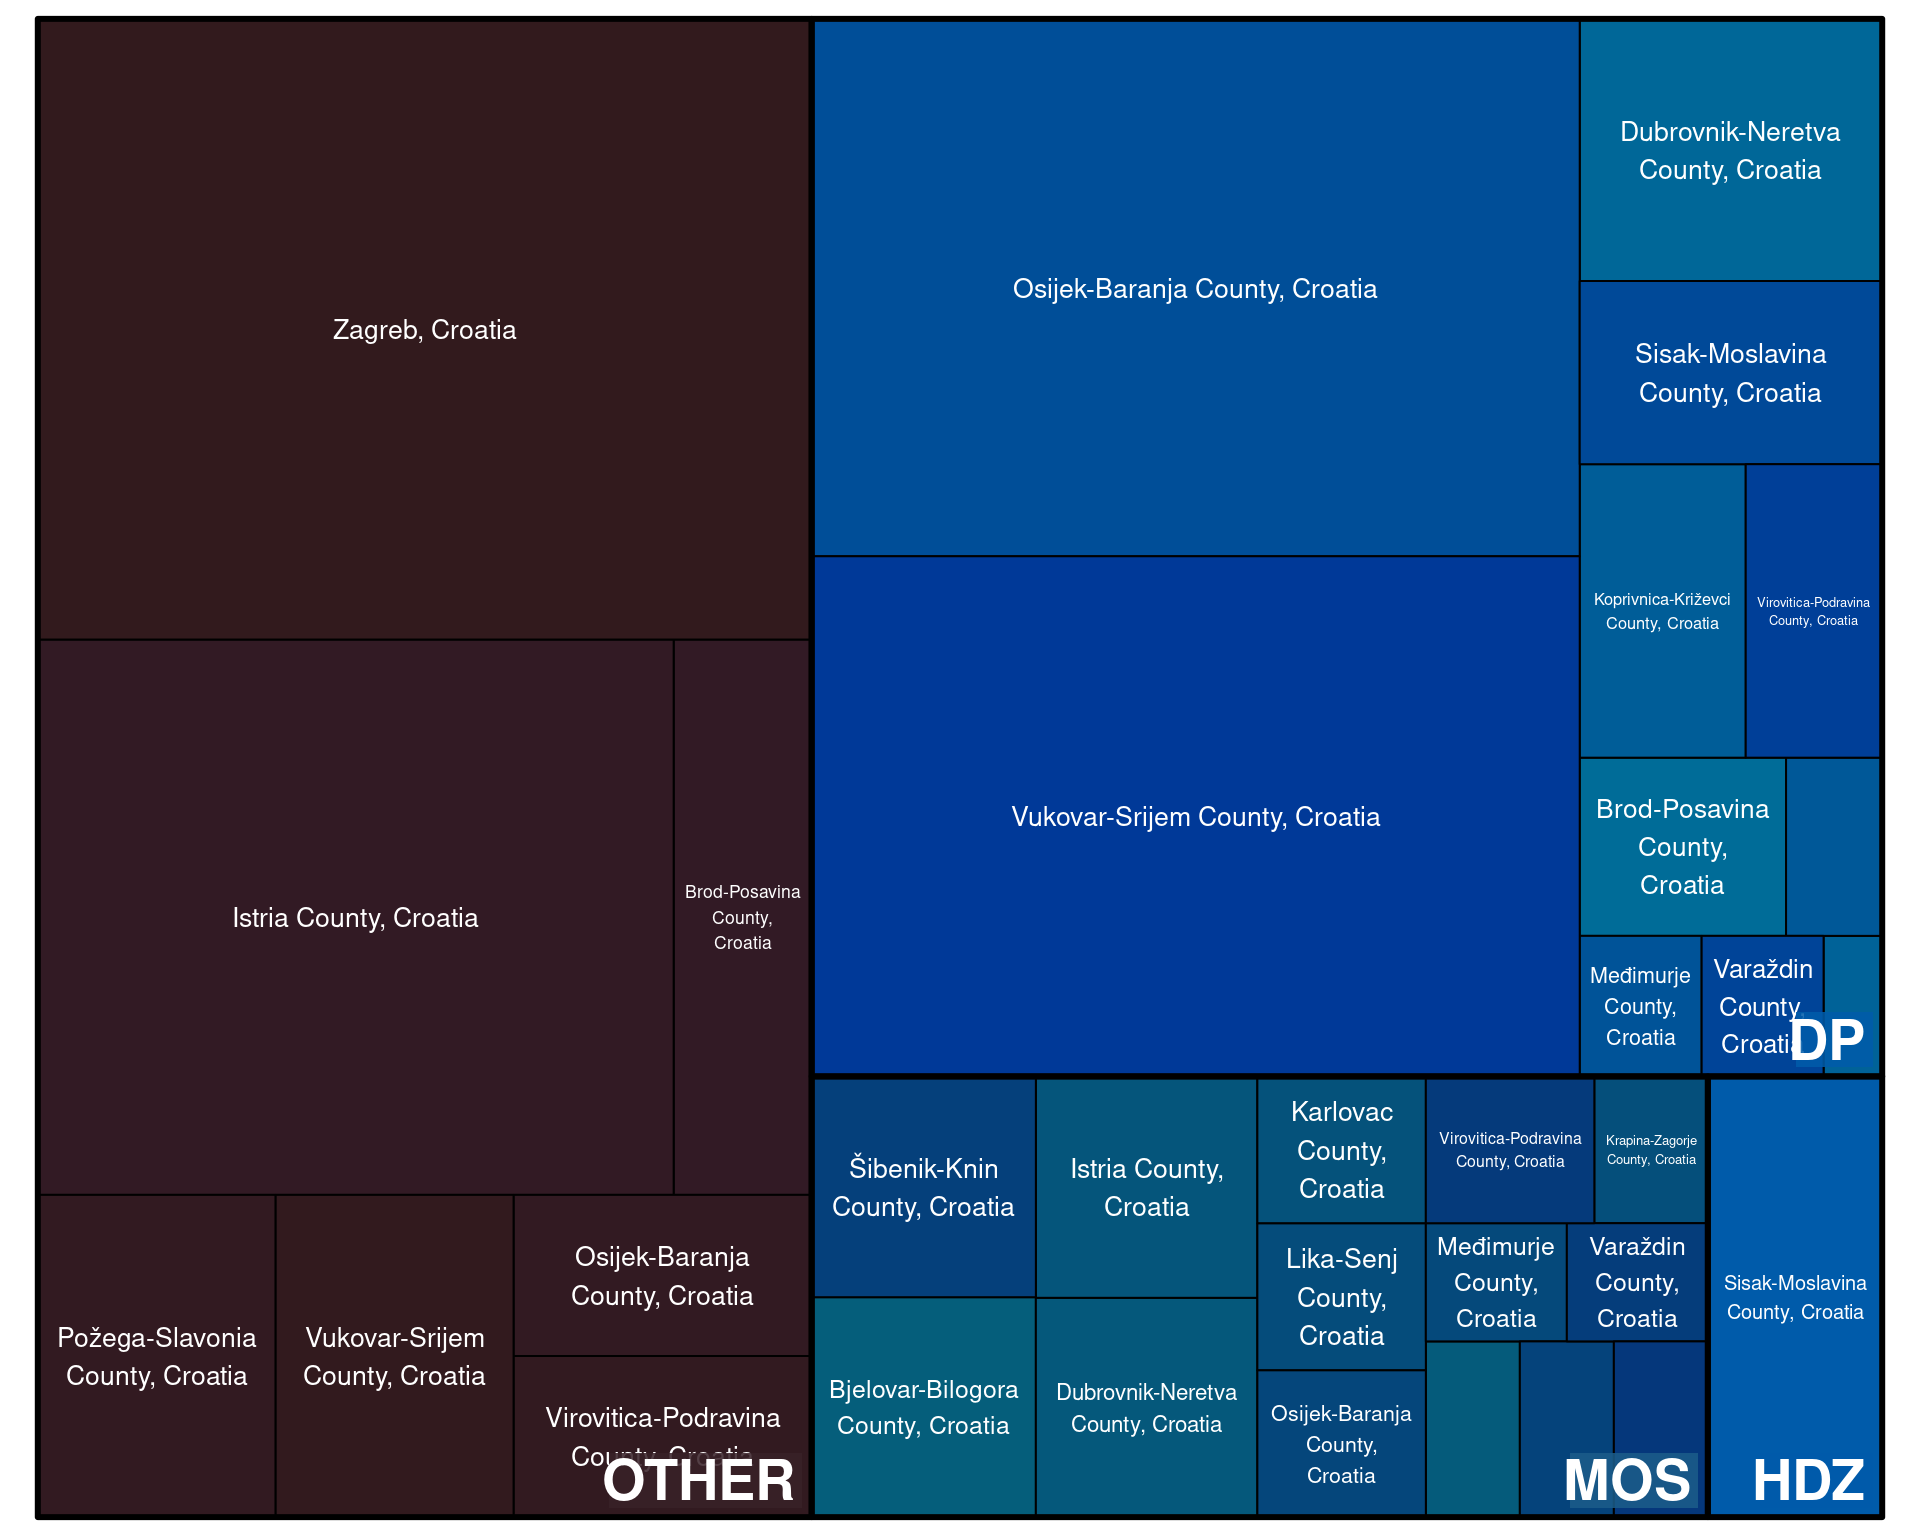 Zagreb, Croatia
Istria County, Croatia
Brod-Posavina
County,
Croatia
Požega-Slavonia
County, Croatia
Vukovar-Srijem
County, Croatia
Osijek-Baranja
County, Croatia
Virovitica-Podravina
County, Croatia
OTHER
Osijek-Baranja County, Croatia
Vukovar-Srijem County, Croatia
Dubrovnik-Neretva
County, Croatia
Sisak-Moslavina
County, Croatia
Koprivnica-Križevci
County, Croatia
Virovitica-Podravina
County, Croatia
Brod-Posavina
County,
Croatia
Međimurje
County,
Croatia
Varaždin
County,
Croatia
DP
Šibenik-Knin
County, Croatia
Istria County,
Croatia
Bjelovar-Bilogora
County, Croatia
Dubrovnik-Neretva
County, Croatia
Karlovac
County,
Croatia
Lika-Senj
County,
Croatia
Osijek-Baranja
County,
Croatia
Virovitica-Podravina
County, Croatia
Krapina-Zagorje
County, Croatia
Međimurje
County,
Croatia
Varaždin
County,
Croatia
MOS
Sisak-Moslavina
County, Croatia
HDZ